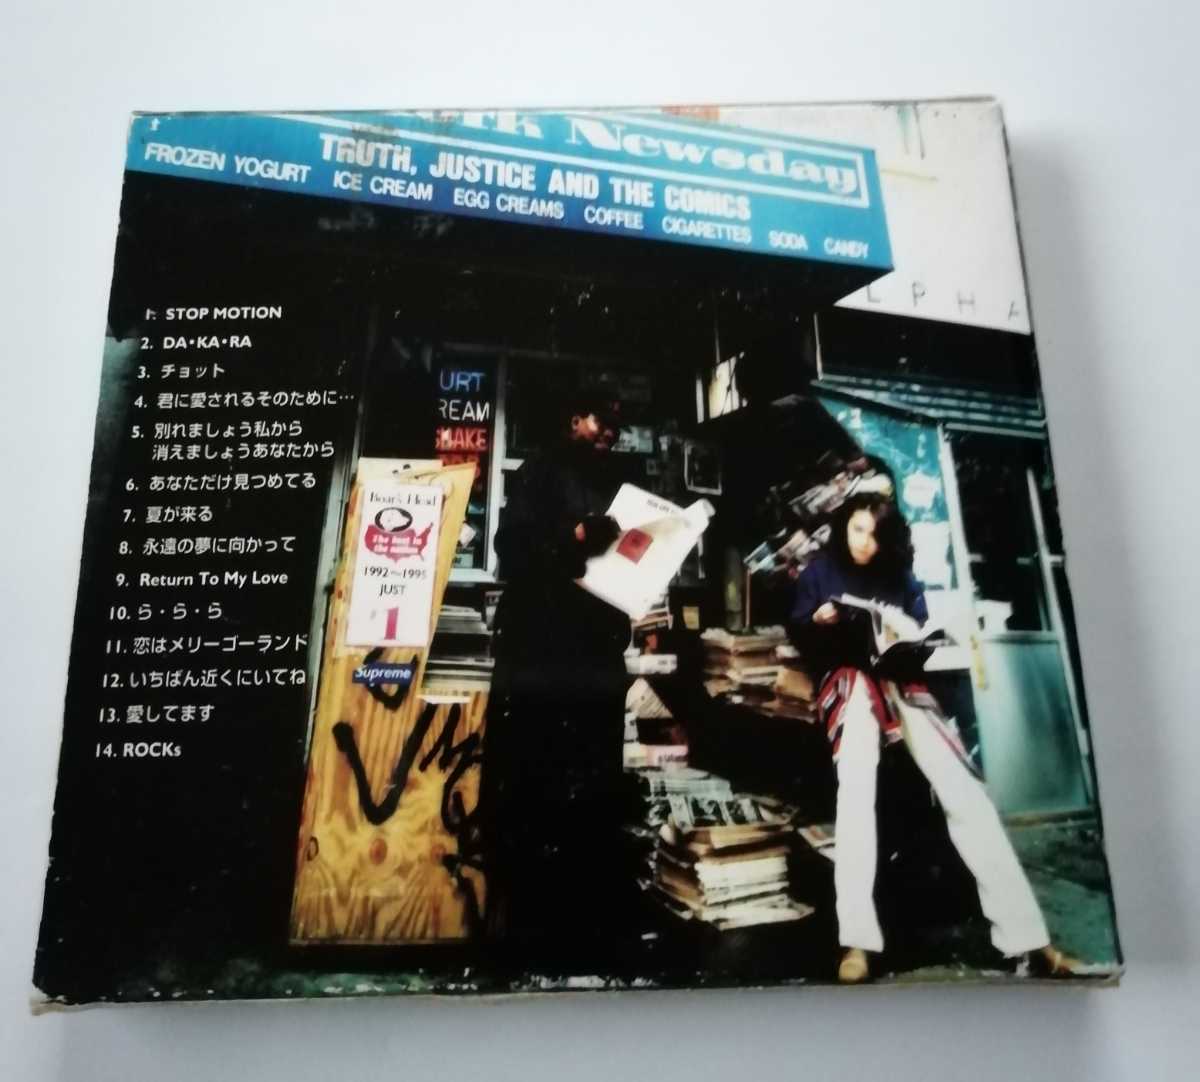 rk Newsday
TRUTH, JUSTICE AND THE COMICS
FROZEN YOGURT ICE CREAM EGG CREAMS COFFEE CIGARETTES SODA CANDY
LPHA
1. STOP MOTION
2. DA・KA・RA
3. チョット
4. 君に愛されるそのために…
5. 別れましょう私から
消えましょうあなたから
6. あなただけ見つめてる
7. 夏が来る
8. 永遠の夢に向かって
9. Return To My Love
10. ら・ら・ら
11. 恋はメリーゴーランド
12. いちばん近くにいてね
13. 愛してます
14. ROCKs
URT
REAM
SHAKE
Boar's Head
The best in
the nation
1992～1995
JUST
$1
Supreme